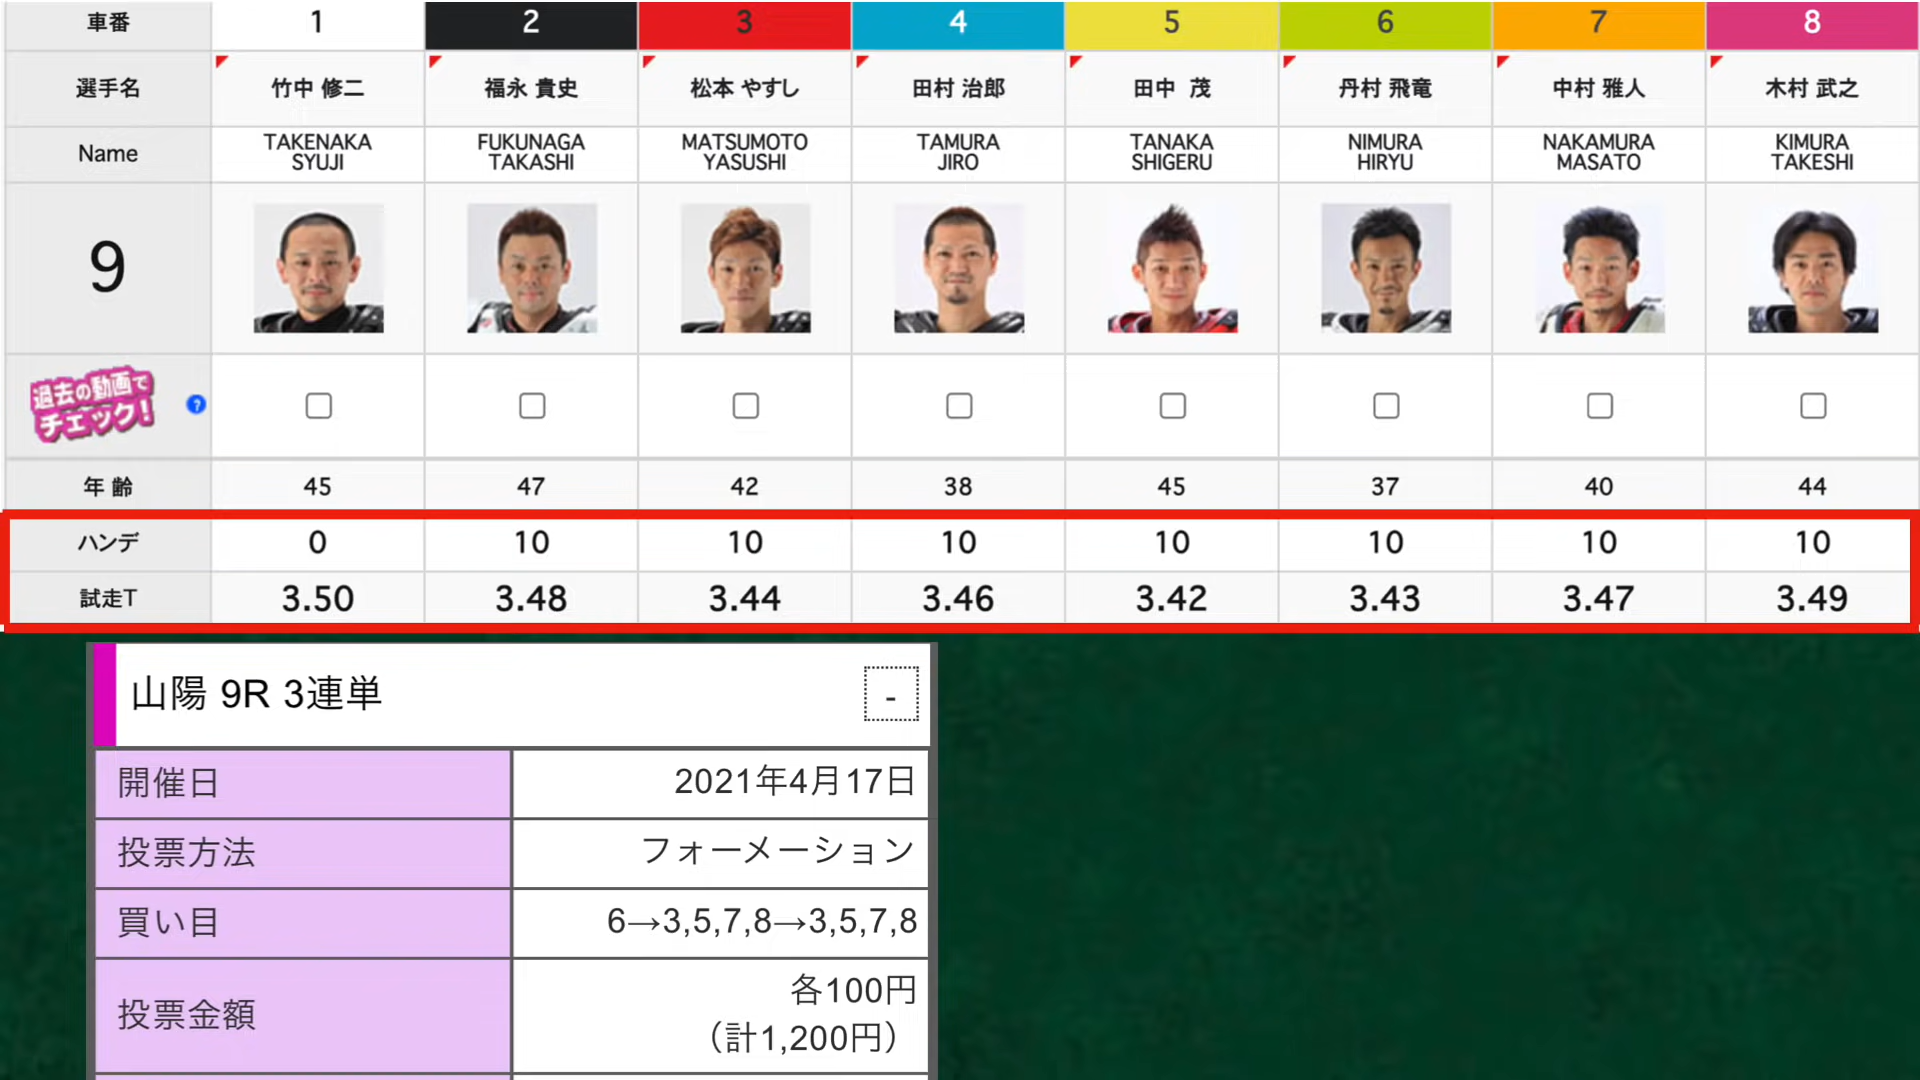 車番 1 2 3 4 5 6 7 8
選手名 竹中 修二 福永 貴史 松本 やすし 田村 治郎 田中 茂 丹村 飛竜 中村 雅人 木村 武之
Name TAKENAKA SYUJI FUKUNAGA TAKASHI MATSUMOTO YASUSHI TAMURA JIRO TANAKA SHIGERU NIMURA HIRYU NAKAMURA MASATO KIMURA TAKESHI
9
過去の動画で
チェック! ?
年 齢 45 47 42 38 45 37 40 44
ハンデ 0 10 10 10 10 10 10 10
試走T 3.50 3.48 3.44 3.46 3.42 3.43 3.47 3.49
山陽 9R 3連単 -
開催日 2021年4月17日
投票方法 フォーメーション
買い目 6→3,5,7,8→3,5,7,8
投票金額 各100円
（計1,200円）